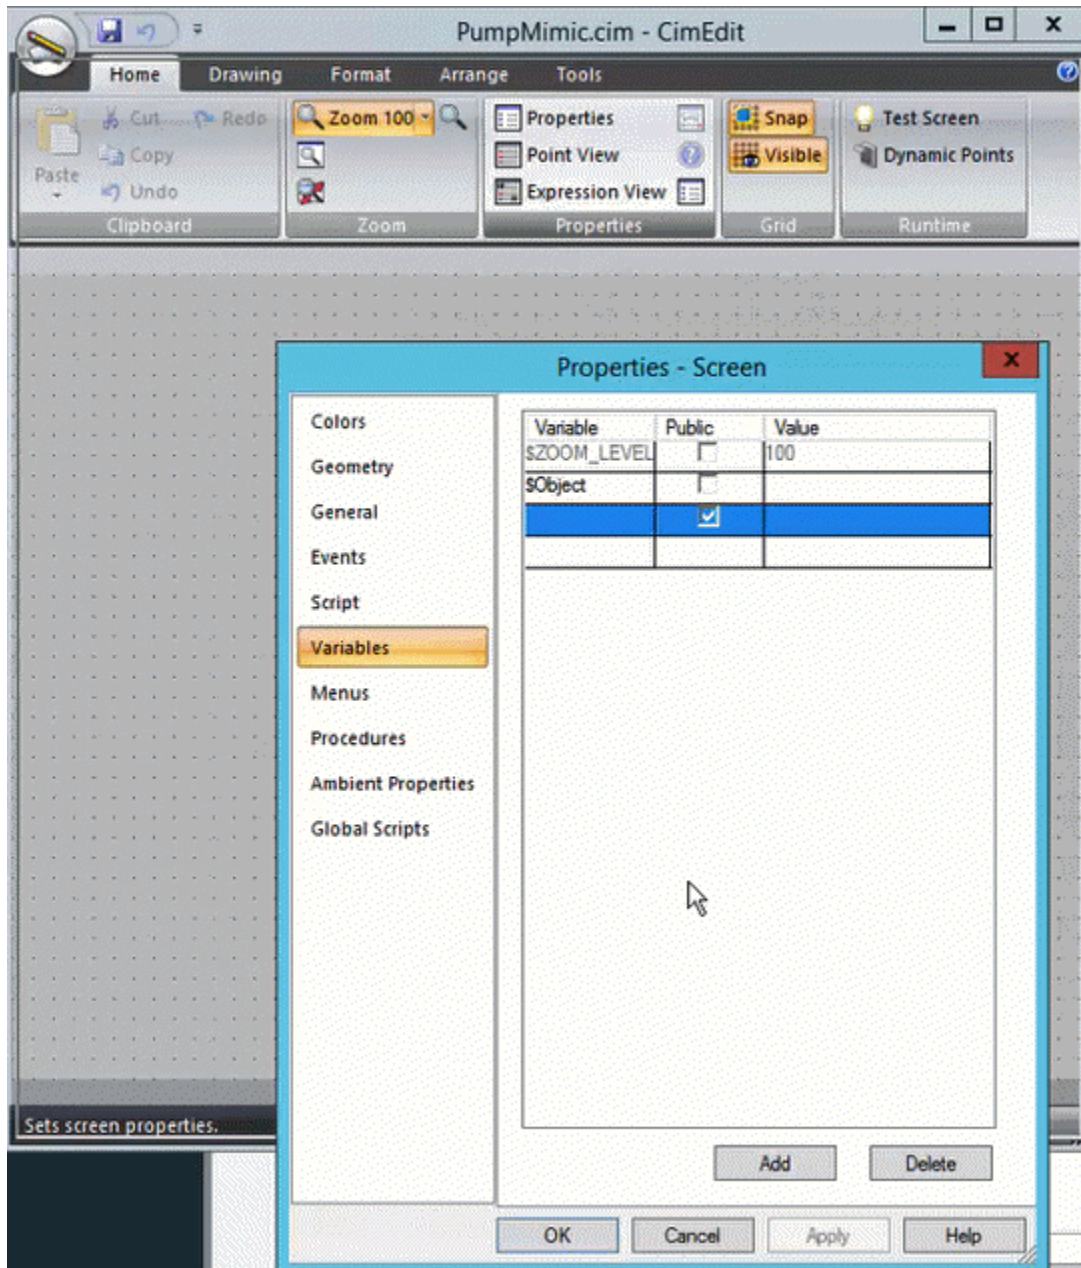 PumpMimic.cim - CimEdit
Home Drawing Format Arrange Tools
Paste
Cut
Redo
Copy
Undo
Clipboard
Zoom 100
Zoom
Properties
Point View
Expression View
Properties
Snap
Visible
Grid
Test Screen
Dynamic Points
Runtime
Properties - Screen
Colors
Geometry
General
Events
Script
Variables
Menus
Procedures
Ambient Properties
Global Scripts
Variable Public Value
$ZOOM_LEVEL 100
$Object
Add Delete
OK Cancel Apply Help
Sets screen properties.